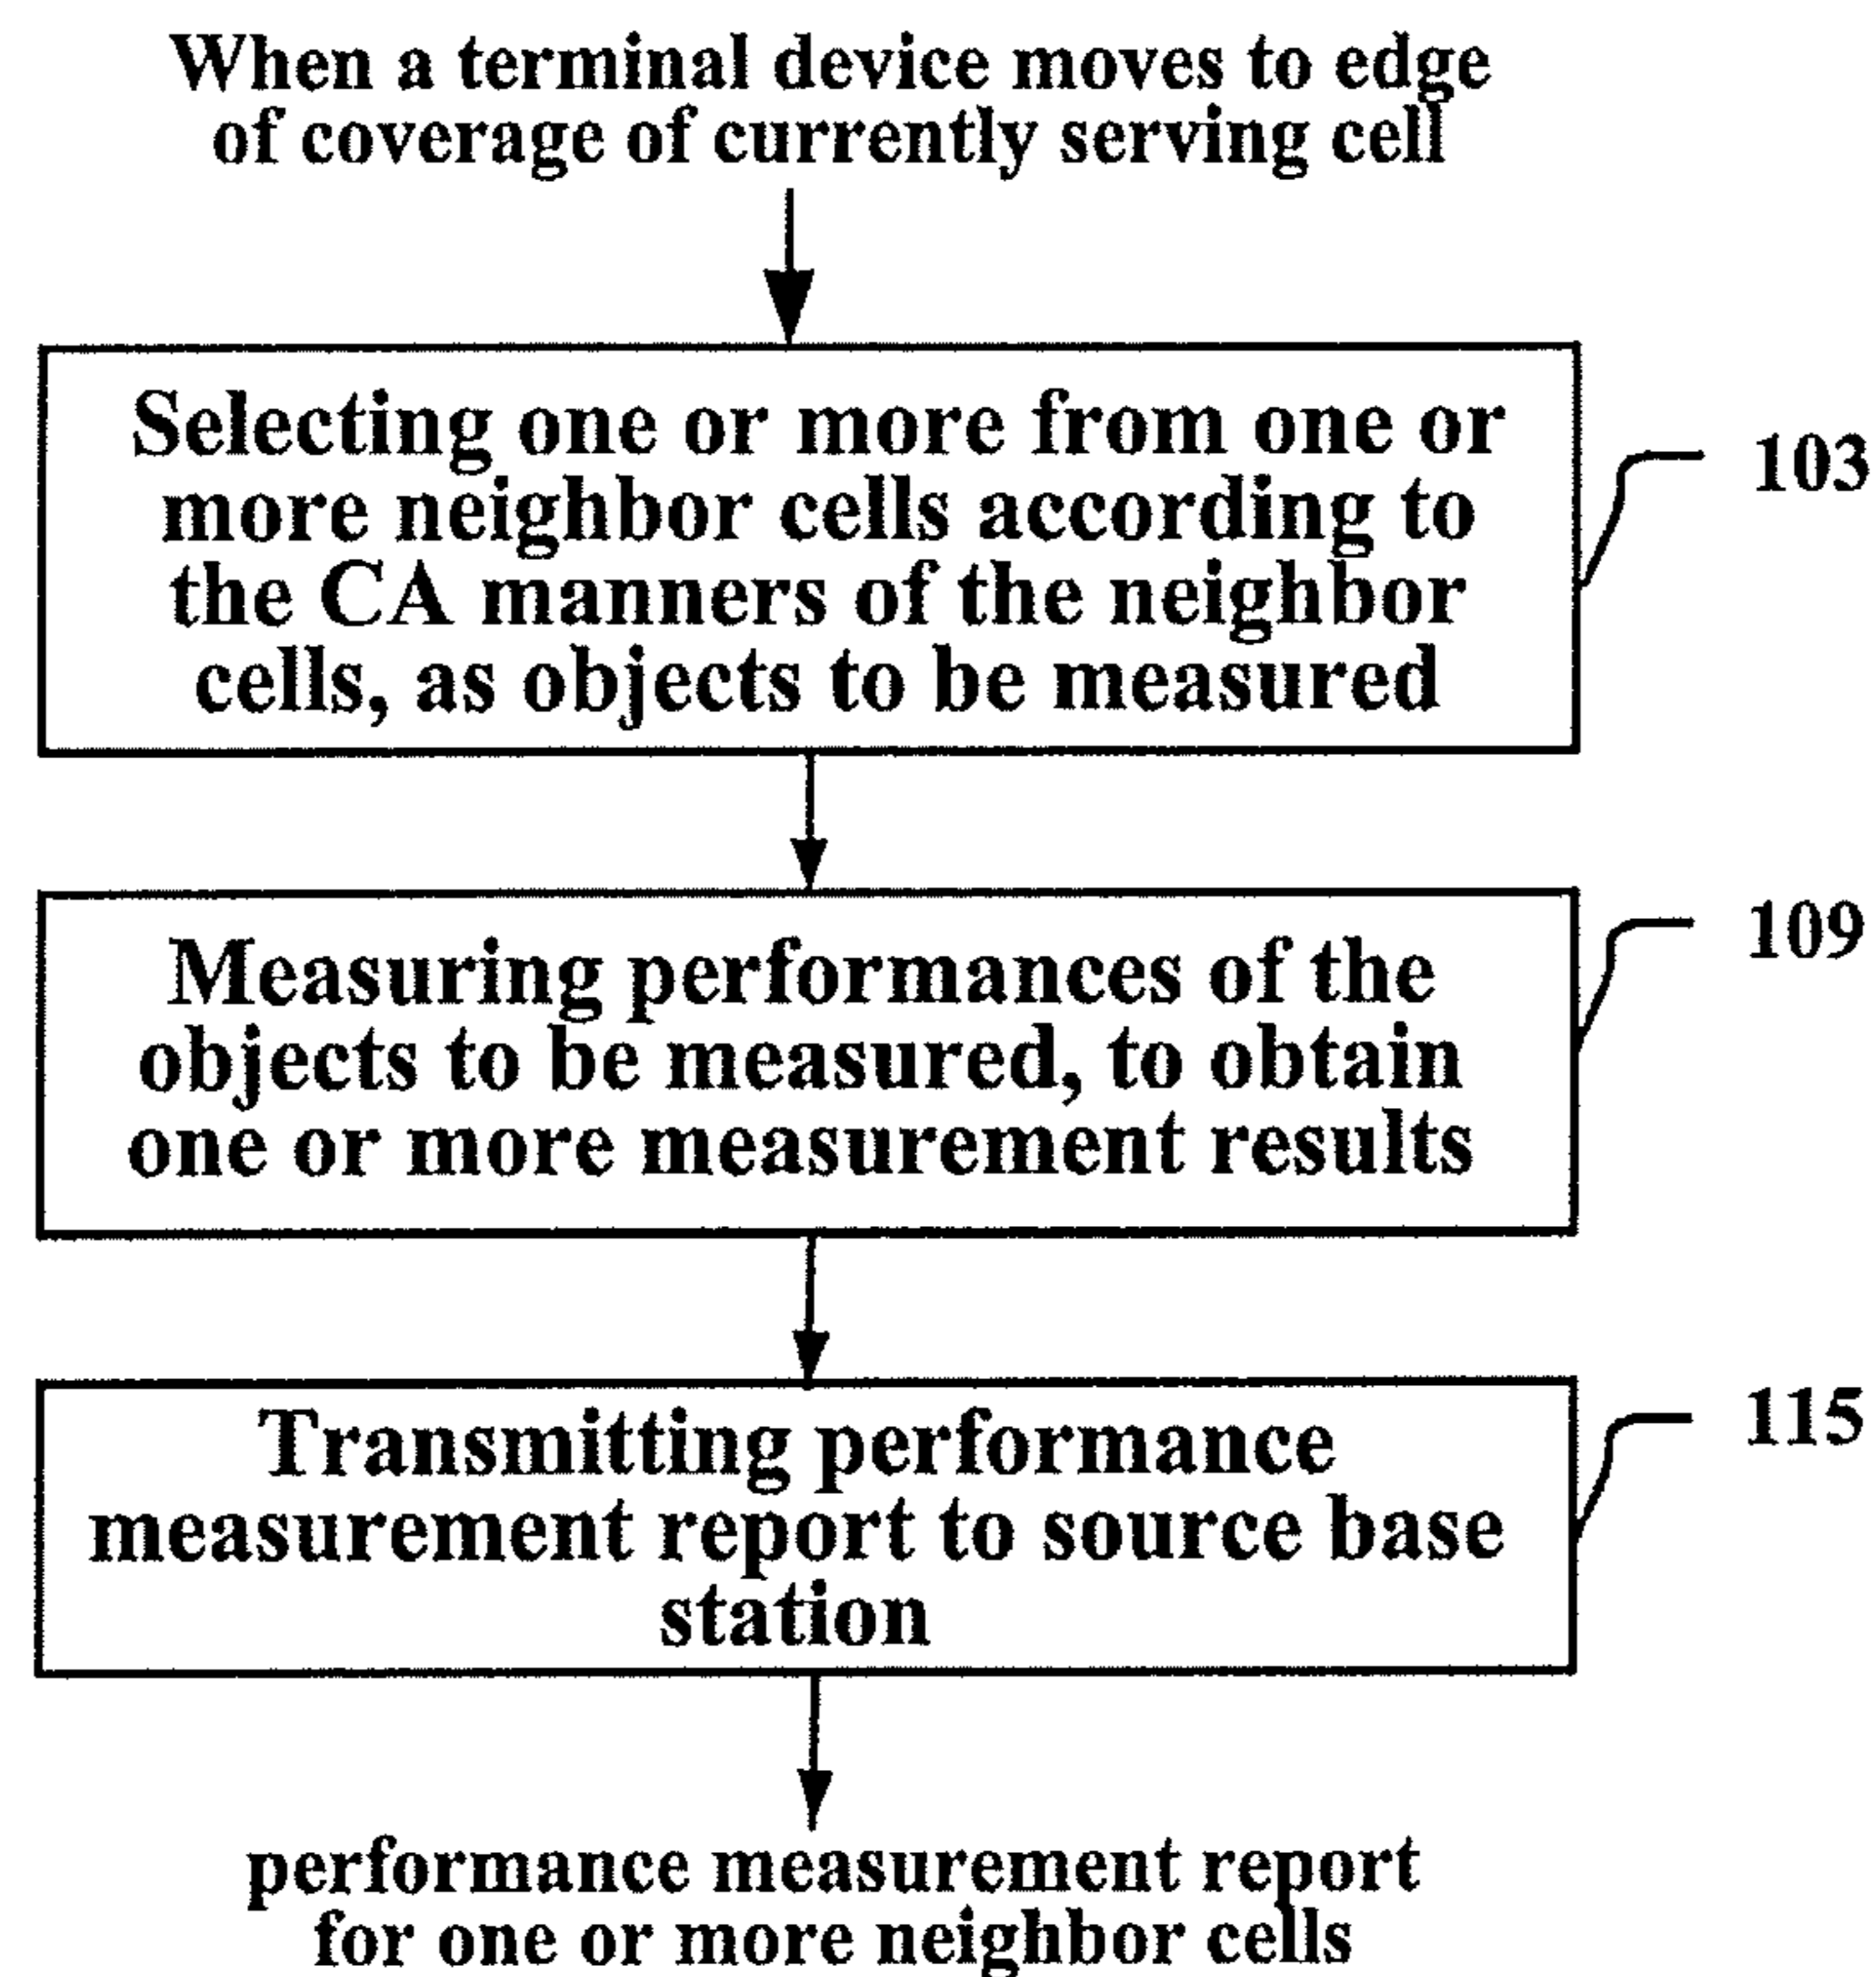 When a terminal device moves to edge
of coverage of currently serving cell
Selecting one or more from one or
more neighbor cells according to
the CA manners of the neighbor
cells, as objects to be measured
103
Measuring performances of the
objects to be measured, to obtain
one or more measurement results
109
Transmitting performance
measurement report to source base
station
115
performance measurement report
for one or more neighbor cells